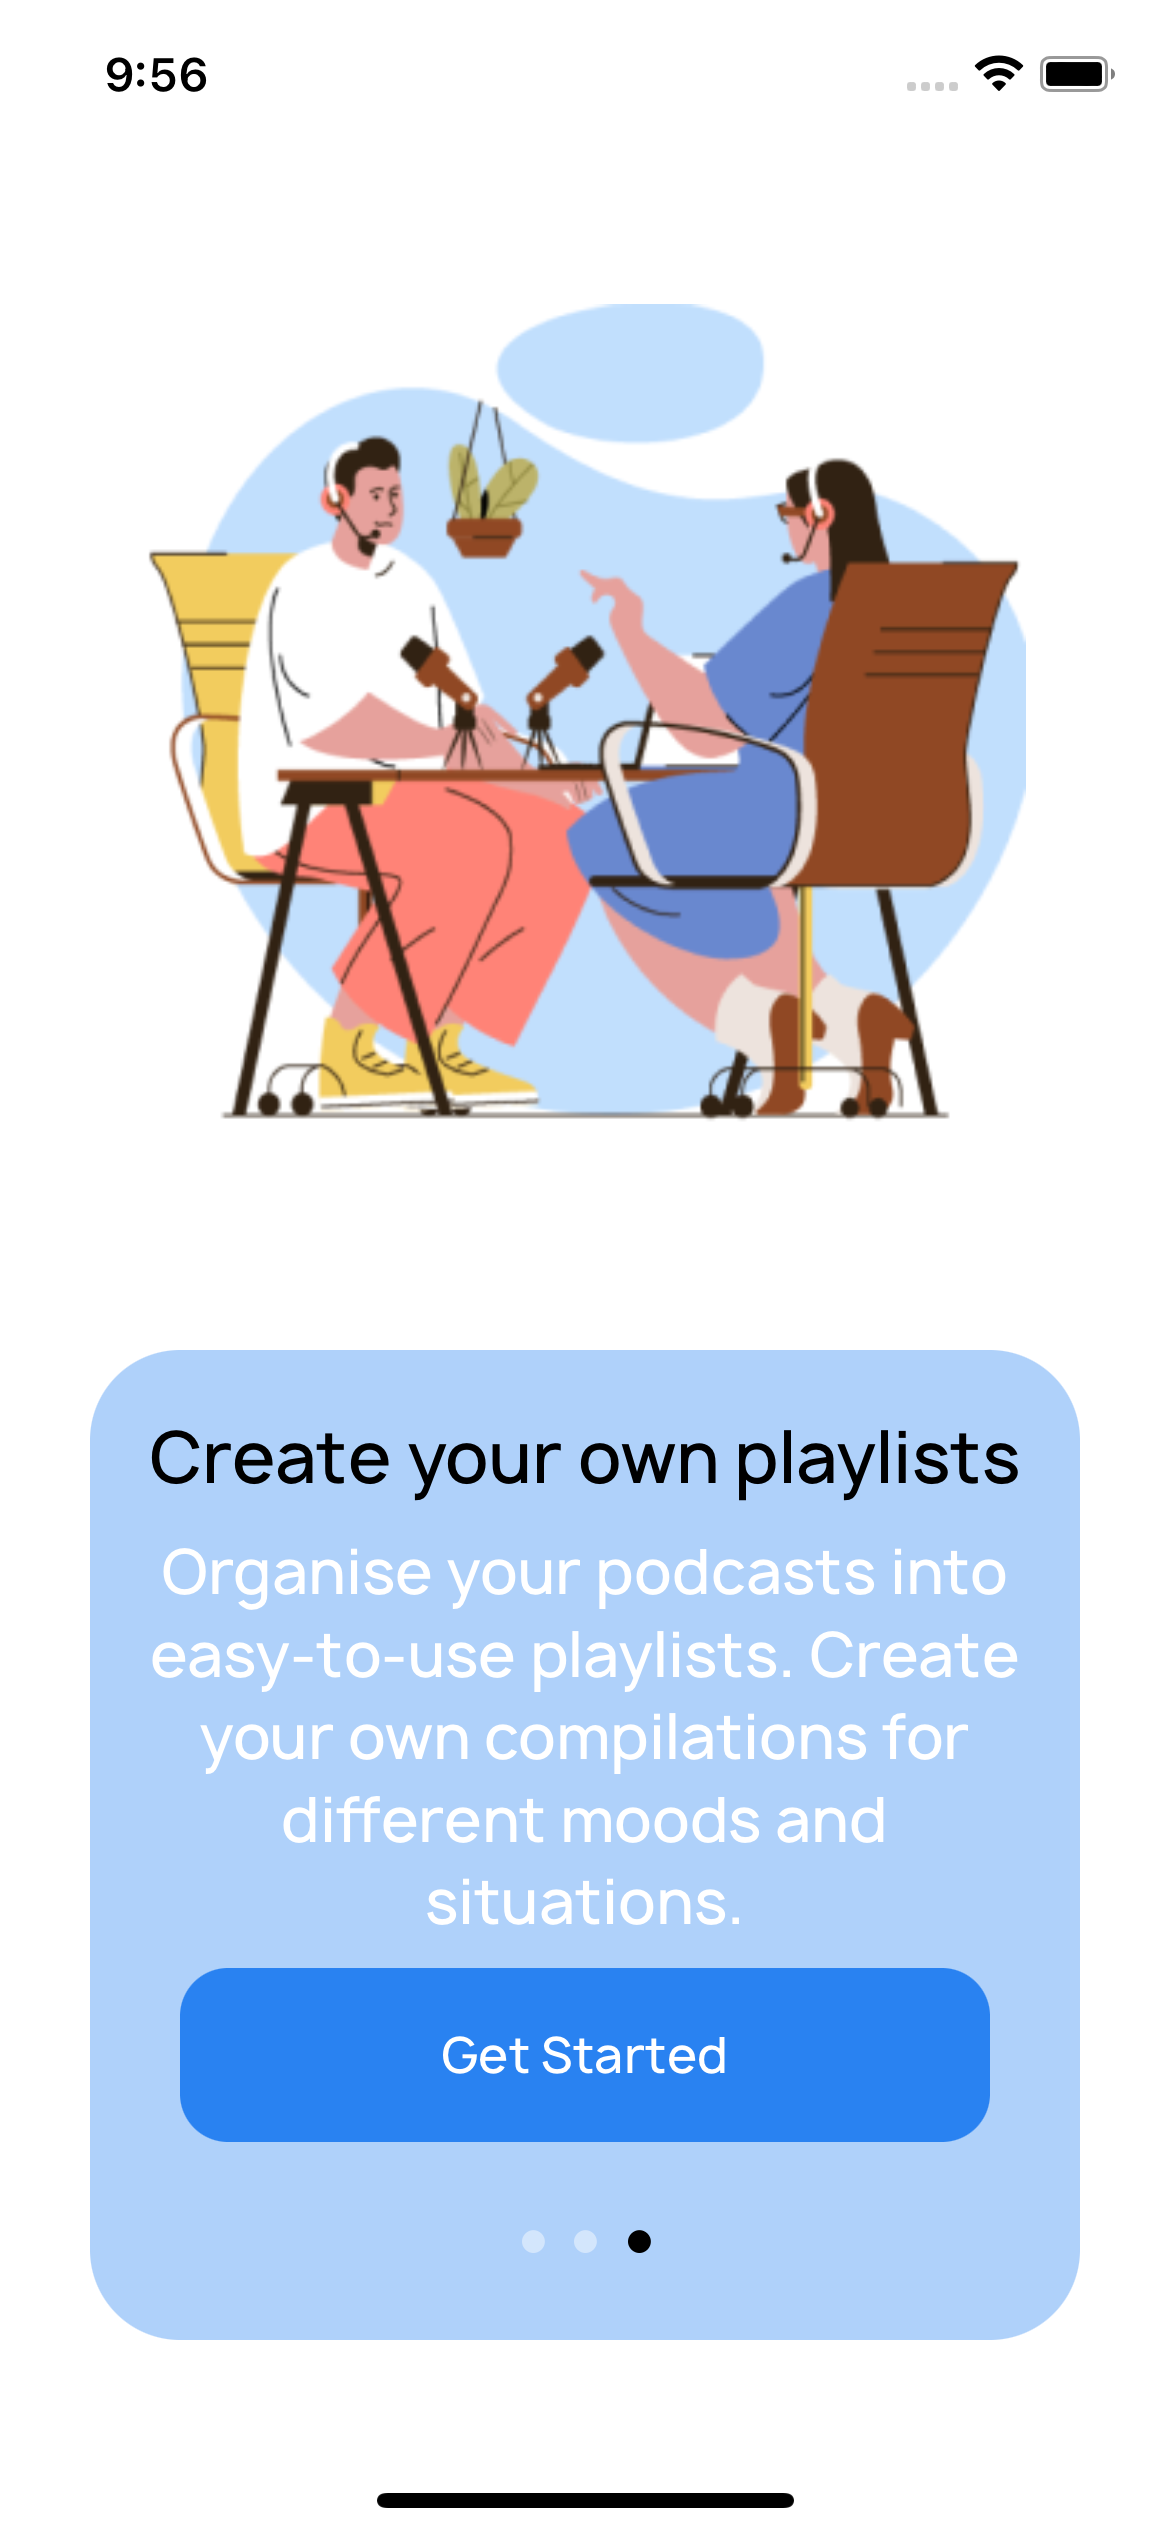 9:56
Create your own playlists
Organise your podcasts into
easy-to-use playlists. Create
your own compilations for
different moods and
situations.
Get Started